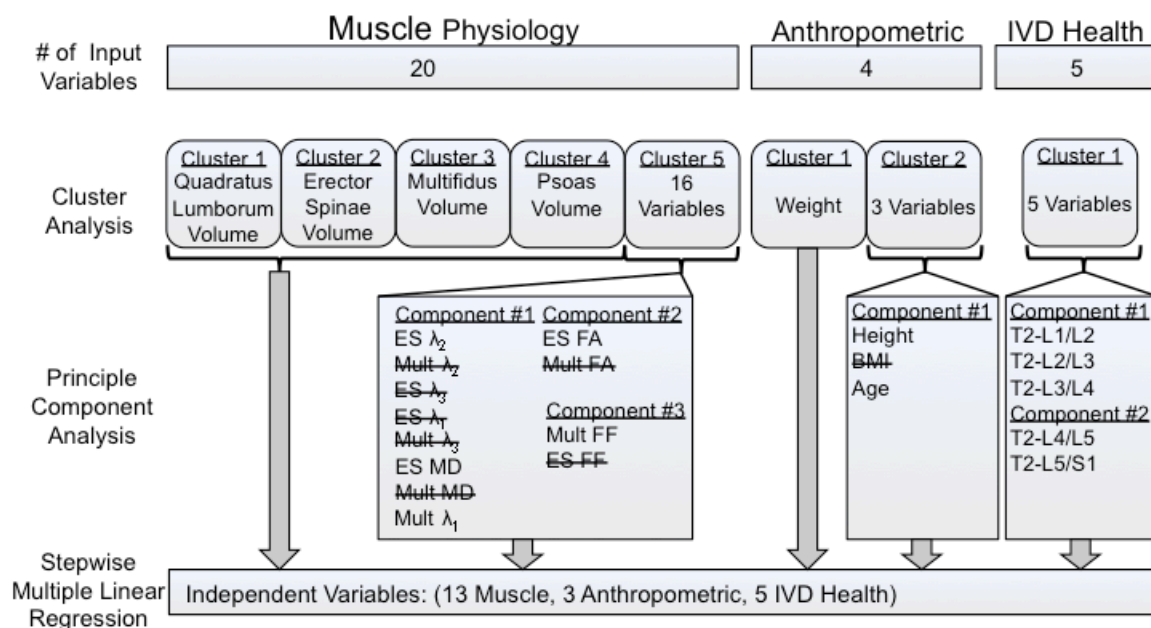 Muscle Physiology
Anthropometric
IVD Health
# of Input
Variables
20
4
5
Cluster
Analysis
Cluster 1
Quadratus
Lumborum
Volume
Cluster 2
Erector
Spinae
Volume
Cluster 3
Multifidus
Volume
Cluster 4
Psoas
Volume
Cluster 5
16
Variables
Cluster 1
Weight
Cluster 2
3 Variables
Cluster 1
5 Variables
Principle
Component
Analysis
Component #1
ES λ₂
Mult λ₂
ES λ₃
ES λ₁
Mult λ₃
ES MD
Mult MD
Mult λ₁
Component #2
ES FA
Mult FA
Component #3
Mult FF
ES FF
Component #1
Height
BMI
Age
Component #1
T2-L1/L2
T2-L2/L3
T2-L3/L4
Component #2
T2-L4/L5
T2-L5/S1
Stepwise
Multiple Linear
Regression
Independent Variables: (13 Muscle, 3 Anthropometric, 5 IVD Health)